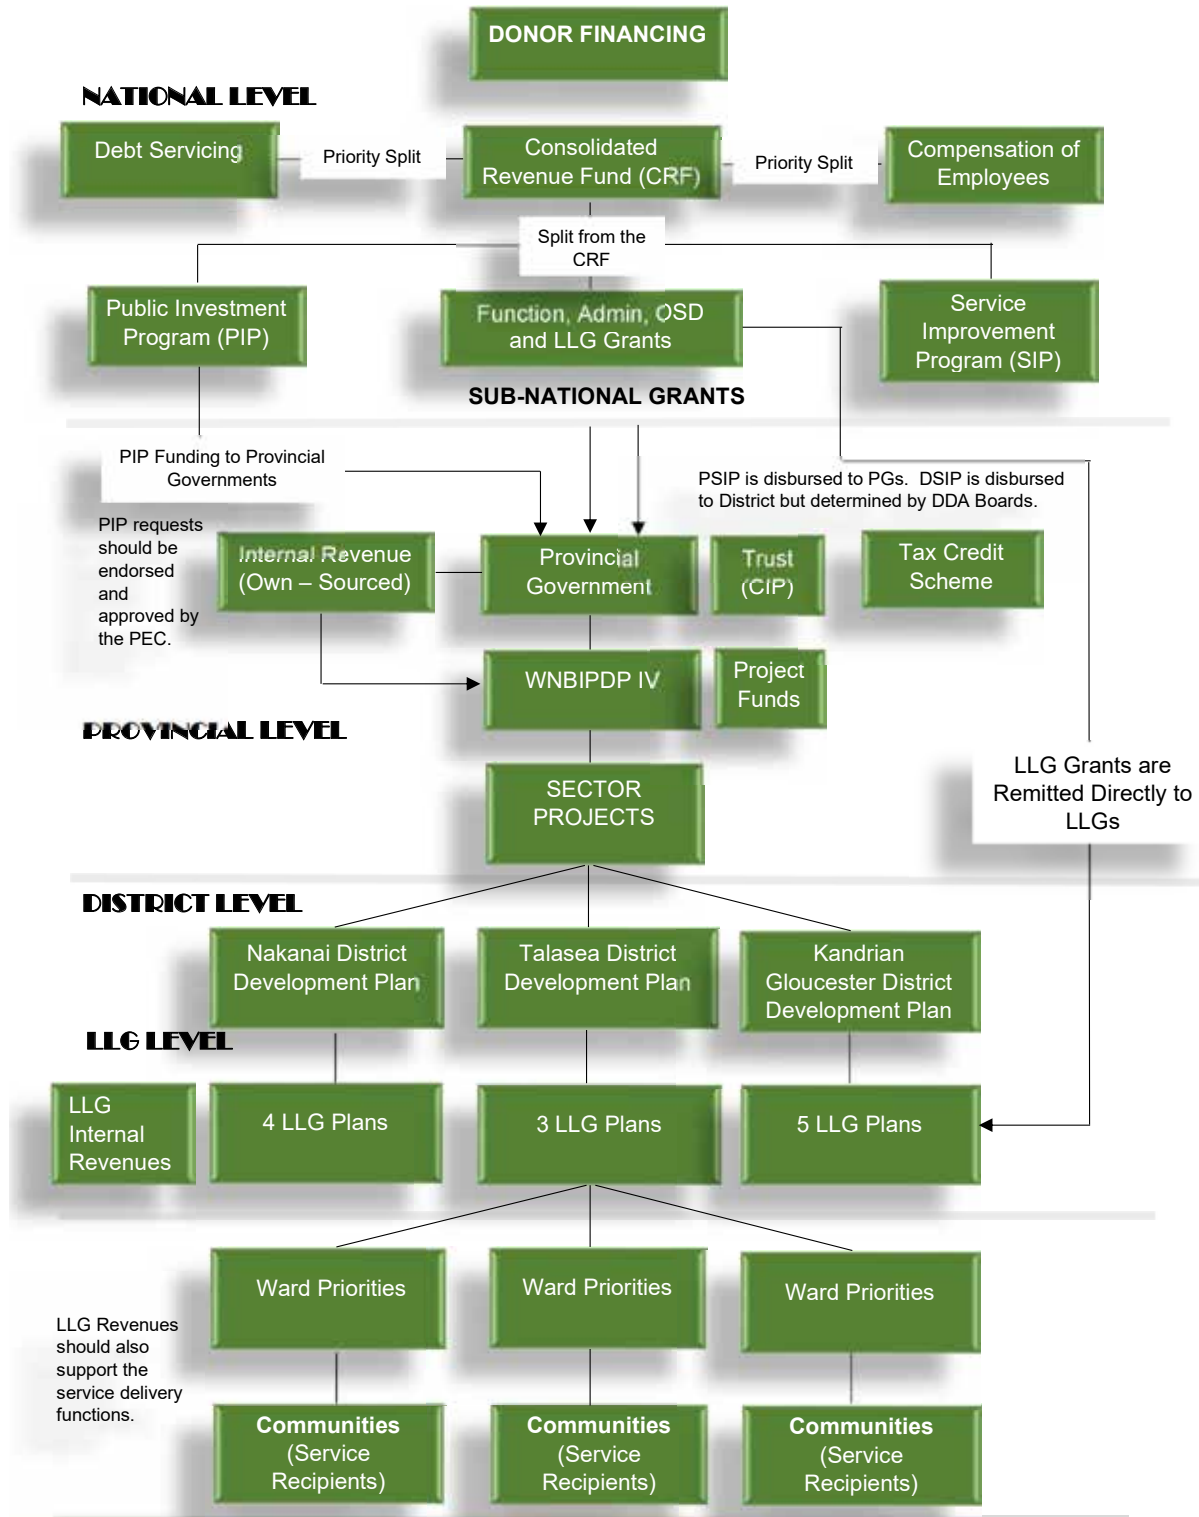 DONOR FINANCING
NATIONAL LEVEL
Debt Servicing
Priority Split
Consolidated
Revenue Fund (CRF)
Priority Split
Compensation of
Employees
Split from the
CRF
Public Investment
Program (PIP)
Function, Admin, OSD
and LLG Grants
Service
Improvement
Program (SIP)
SUB-NATIONAL GRANTS
PIP Funding to Provincial
Governments
PSIP is disbursed to PGs. DSIP is disbursed
to District but determined by DDA Boards.
PIP requests
should be
endorsed
and
approved by
the PEC.
Internal Revenue
(Own – Sourced)
Provincial
Government
Trust
(CIP)
Tax Credit
Scheme
WNBIPDP IV
Project
Funds
PROVINCIAL LEVEL
SECTOR
PROJECTS
LLG Grants are
Remitted Directly to
LLGs
DISTRICT LEVEL
Nakanai District
Development Plan
Talasea District
Development Plan
Kandrian
Gloucester District
Development Plan
LLG LEVEL
LLG
Internal
Revenues
4 LLG Plans
3 LLG Plans
5 LLG Plans
Ward Priorities
Ward Priorities
Ward Priorities
LLG Revenues
should also
support the
service delivery
functions.
Communities
(Service
Recipients)
Communities
(Service
Recipients)
Communities
(Service
Recipients)